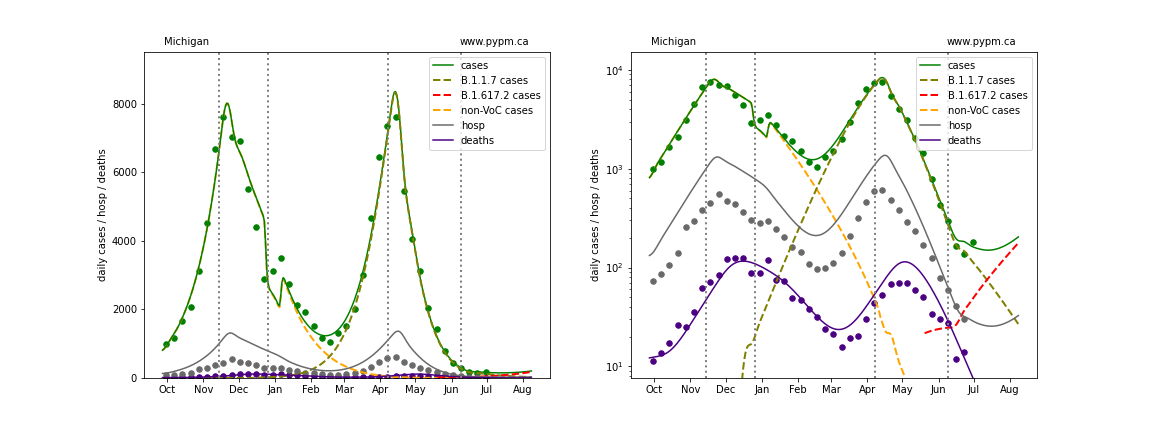 Michigan
www.pypm.ca
cases
B.1.1.7 cases
B.1.617.2 cases
non-VoC cases
hosp
deaths
daily cases / hosp / deaths
8000
6000
4000
2000
0
Oct Nov Dec Jan Feb Mar Apr May Jun Jul Aug
Michigan
www.pypm.ca
cases
B.1.1.7 cases
B.1.617.2 cases
non-VoC cases
hosp
deaths
daily cases / hosp / deaths
10⁴
10³
10²
10¹
Oct Nov Dec Jan Feb Mar Apr May Jun Jul Aug